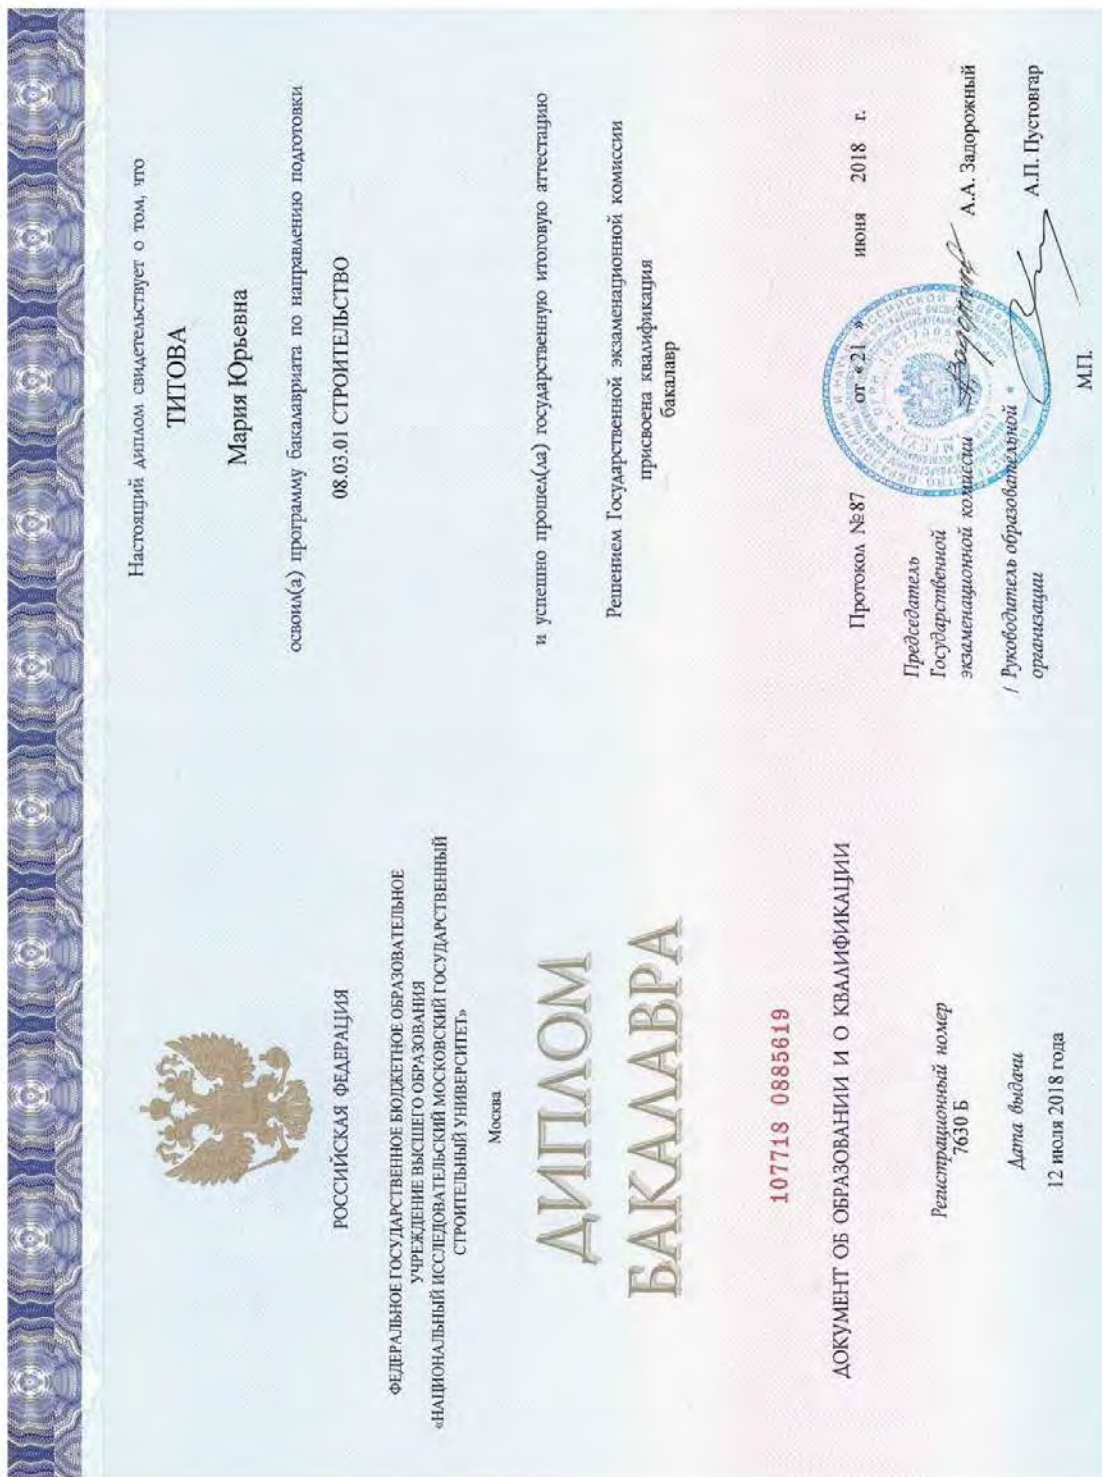 РОССИЙСКАЯ ФЕДЕРАЦИЯ
ФЕДЕРАЛЬНОЕ ГОСУДАРСТВЕННОЕ БЮДЖЕТНОЕ ОБРАЗОВАТЕЛЬНОЕ
УЧРЕЖДЕНИЕ ВЫСШЕГО ОБРАЗОВАНИЯ
«НАЦИОНАЛЬНЫЙ ИССЛЕДОВАТЕЛЬСКИЙ МОСКОВСКИЙ ГОСУДАРСТВЕННЫЙ
СТРОИТЕЛЬНЫЙ УНИВЕРСИТЕТ»
Москва
ДИПЛОМ
БАКАЛАВРА
107718 0885619
ДОКУМЕНТ ОБ ОБРАЗОВАНИИ И О КВАЛИФИКАЦИИ
Регистрационный номер
7630 Б
Дата выдачи
12 июля 2018 года
Настоящий диплом свидетельствует о том, что
ТИТОВА
Мария Юрьевна
освоил(а) программу бакалавриата по направлению подготовки
08.03.01 СТРОИТЕЛЬСТВО
и успешно прошел(ла) государственную итоговую аттестацию
Решением Государственной экзаменационной комиссии
присвоена квалификация
бакалавр
Протокол №87 от «21 » июня 2018 г.
Председатель
Государственной
экзаменационной комиссии А.А. Задорожный
/ Руководитель образовательной
организации А.П. Пустовгар
М.П.